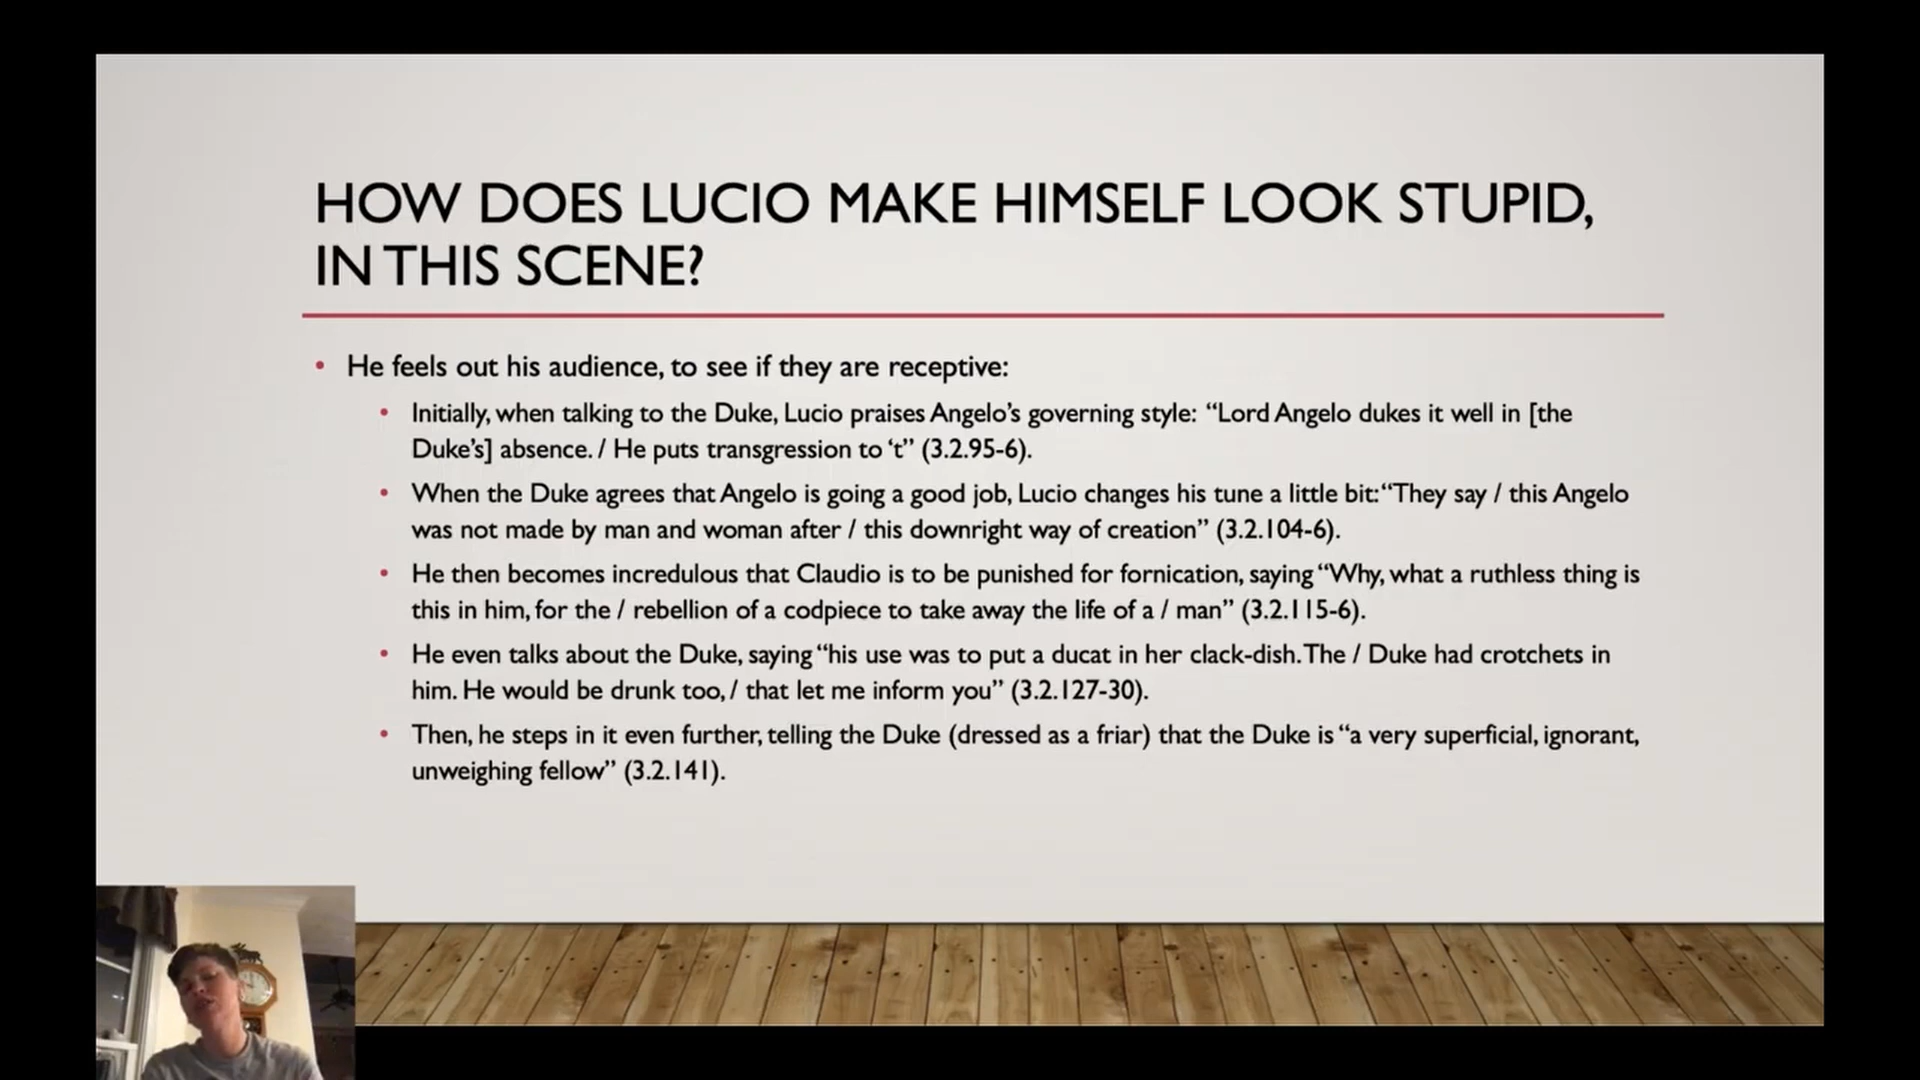 HOW DOES LUCIO MAKE HIMSELF LOOK STUPID,
IN THIS SCENE?
• He feels out his audience, to see if they are receptive:
• Initially, when talking to the Duke, Lucio praises Angelo’s governing style: “Lord Angelo dukes it well in [the
Duke’s] absence. / He puts transgression to ‘t” (3.2.95-6).
• When the Duke agrees that Angelo is going a good job, Lucio changes his tune a little bit: “They say / this Angelo
was not made by man and woman after / this downright way of creation” (3.2.104-6).
• He then becomes incredulous that Claudio is to be punished for fornication, saying “Why, what a ruthless thing is
this in him, for the / rebellion of a codpiece to take away the life of a / man” (3.2.115-6).
• He even talks about the Duke, saying “his use was to put a ducat in her clack-dish. The / Duke had crotchets in
him. He would be drunk too, / that let me inform you” (3.2.127-30).
• Then, he steps in it even further, telling the Duke (dressed as a friar) that the Duke is “a very superficial, ignorant,
unweighing fellow” (3.2.141).